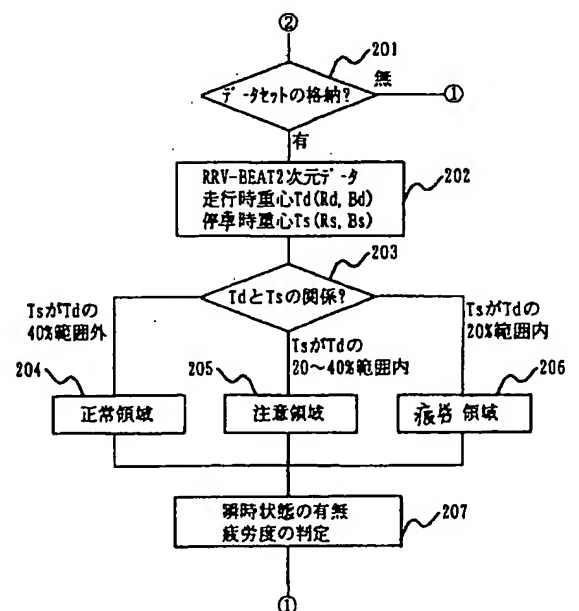 ②
201
データセットの格納?
無
①
有
RRV-BEAT2次元データ
走行時重心Td(Rd, Bd)
停車時重心Ts(Rs, Bs)
202
203
TdとTsの関係?
TsがTdの
40%範囲外
TsがTdの
20〜40%範囲内
TsがTdの
20%範囲内
204
正常領域
205
注意領域
206
疲労 領域
瞬時状態の有無
疲労度の判定
207
①